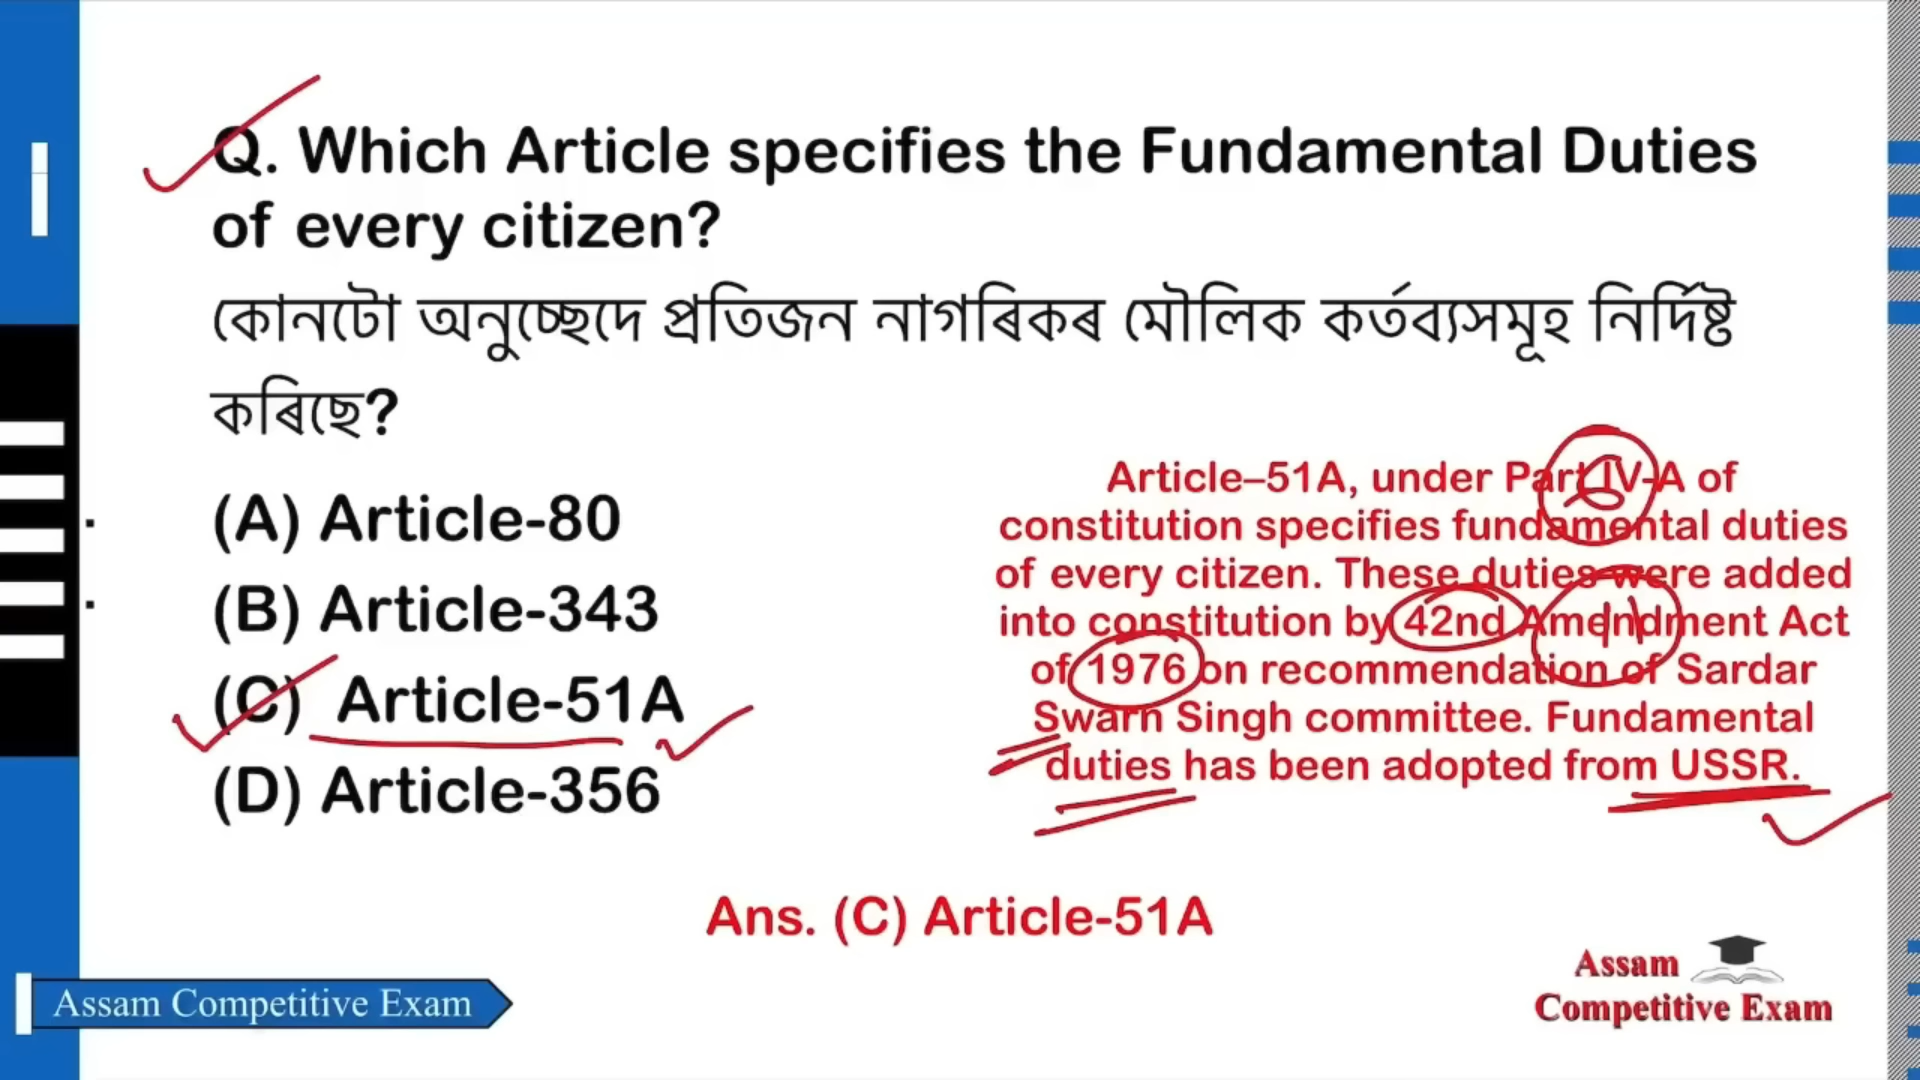 Q. Which Article specifies the Fundamental Duties
of every citizen?
কোনটো অনুচ্ছেদে প্ৰতিজন নাগৰিকৰ মৌলিক কৰ্তব্যসমূহ নিৰ্দিষ্ট
কৰিছে?
(A) Article-80
(B) Article-343
(C) Article-51A
(D) Article-356
Article–51A, under Part IV-A of
constitution specifies fundamental duties
of every citizen. These duties were added
into constitution by 42nd Amendment Act
of 1976 on recommendation of Sardar
Swarn Singh committee. Fundamental
duties has been adopted from USSR.
Ans. (C) Article-51A
Assam Competitive Exam
Assam
Competitive Exam